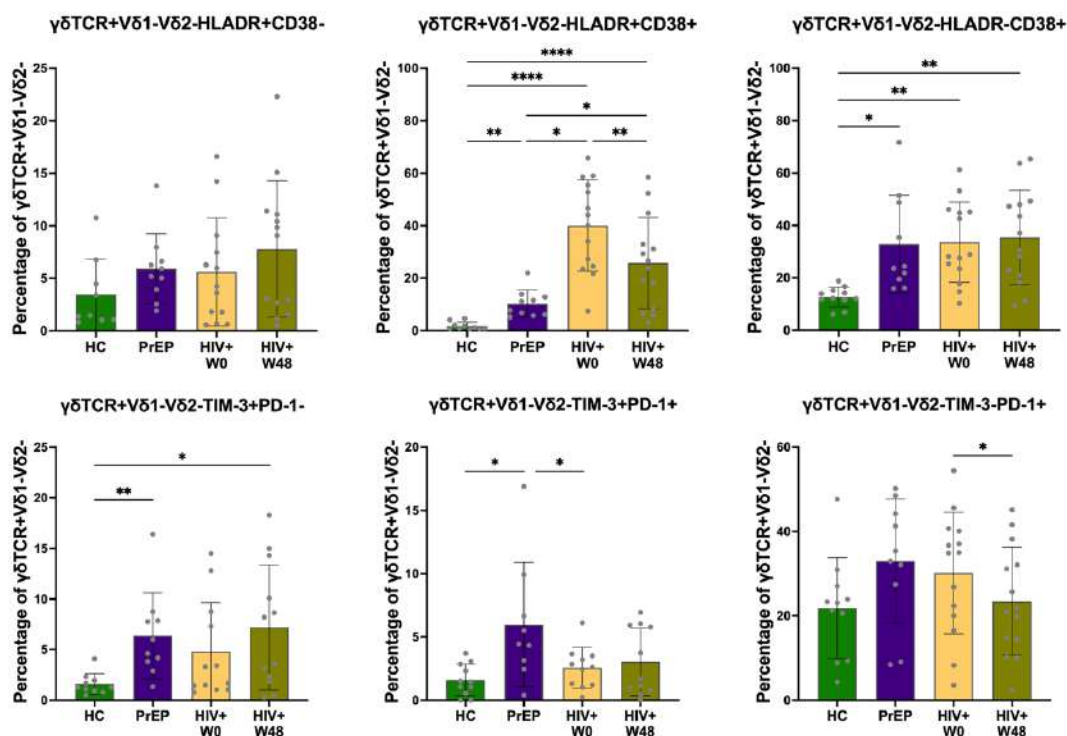 γδTCR+Vδ1-Vδ2-HLADR+CD38-
γδTCR+Vδ1-Vδ2-HLADR+CD38+
γδTCR+Vδ1-Vδ2-HLADR-CD38+
Percentage of γδTCR+Vδ1-Vδ2-
25
20
15
10
5
0
HC
PrEP
HIV+
W0
HIV+
W48
Percentage of γδTCR+Vδ1-Vδ2-
100
80
60
40
20
0
****
****
*
**
*
**
HC
PrEP
HIV+
W0
HIV+
W48
Percentage of γδTCR+Vδ1-Vδ2-
100
80
60
40
20
0
**
**
*
HC
PrEP
HIV+
W0
HIV+
W48
γδTCR+Vδ1-Vδ2-TIM-3+PD-1-
γδTCR+Vδ1-Vδ2-TIM-3+PD-1+
γδTCR+Vδ1-Vδ2-TIM-3-PD-1+
Percentage of γδTCR+Vδ1-Vδ2-
25
20
15
10
5
0
*
**
HC
PrEP
HIV+
W0
HIV+
W48
Percentage of γδTCR+Vδ1-Vδ2-
20
15
10
5
0
*
*
HC
PrEP
HIV+
W0
HIV+
W48
Percentage of γδTCR+Vδ1-Vδ2-
60
40
20
0
*
HC
PrEP
HIV+
W0
HIV+
W48